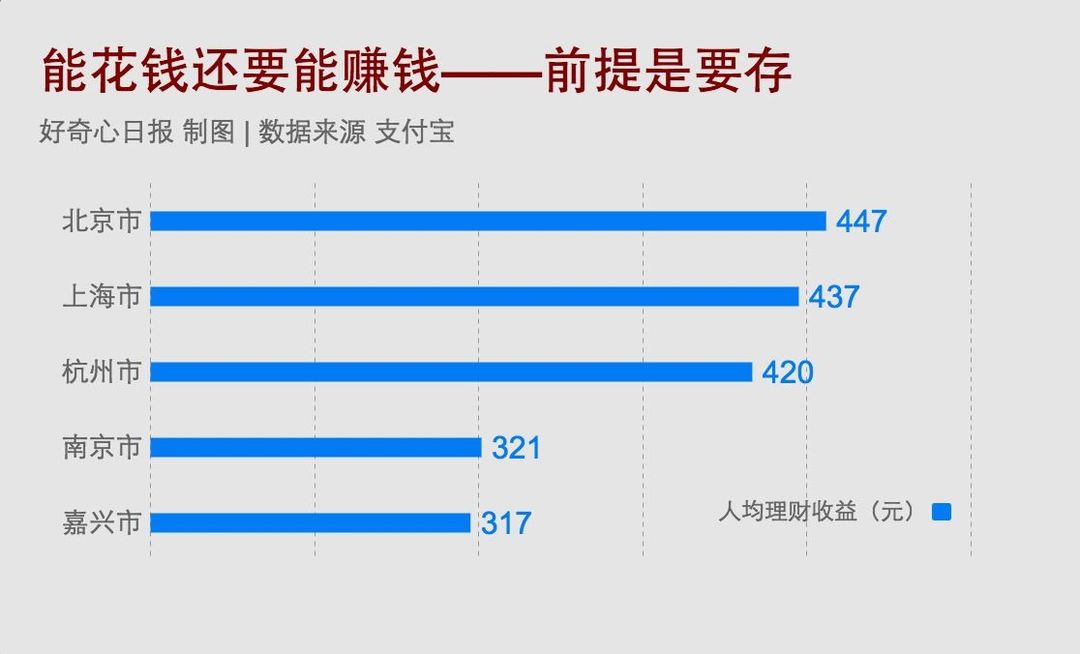 能花钱还要能赚钱——前提是要存
好奇心日报 制图 | 数据来源 支付宝
北京市 447
上海市 437
杭州市 420
南京市 321
嘉兴市 317
人均理财收益（元）